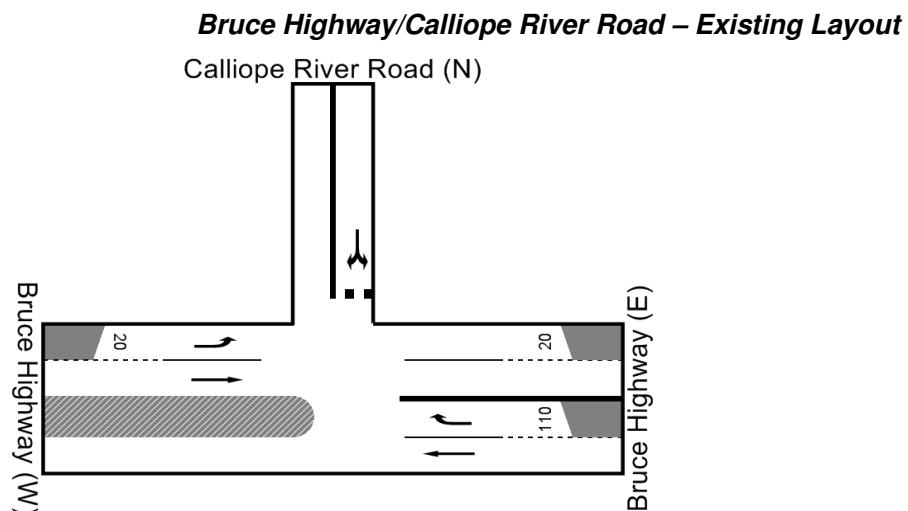 Bruce Highway/Calliope River Road – Existing Layout
Calliope River Road (N)
Bruce Highway (W)
20
20
110
Bruce Highway (E)